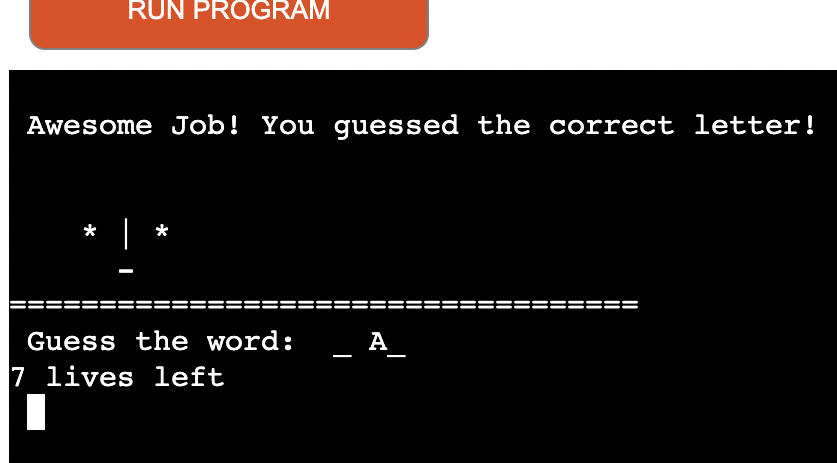 RUN PROGRAM
Awesome Job! You guessed the correct letter!
* | *
-
===================================
Guess the word:  _ A_
7 lives left